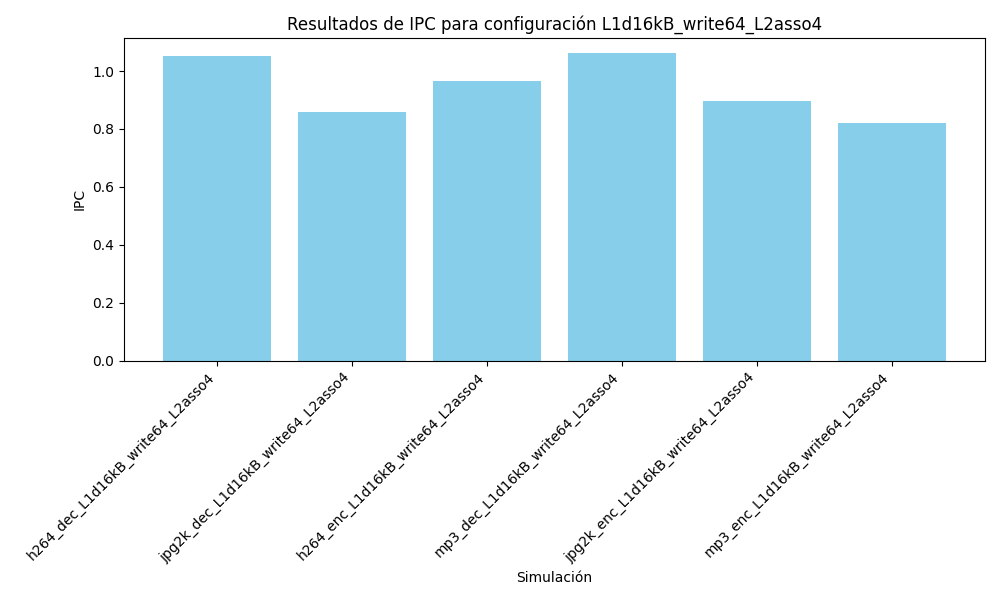 Resultados de IPC para configuración L1d16kB_write64_L2asso4
IPC
1.0
0.8
0.6
0.4
0.2
0.0
h264_dec_L1d16kB_write64_L2asso4
jpg2k_dec_L1d16kB_write64_L2asso4
h264_enc_L1d16kB_write64_L2asso4
mp3_dec_L1d16kB_write64_L2asso4
jpg2k_enc_L1d16kB_write64_L2asso4
mp3_enc_L1d16kB_write64_L2asso4
Simulación